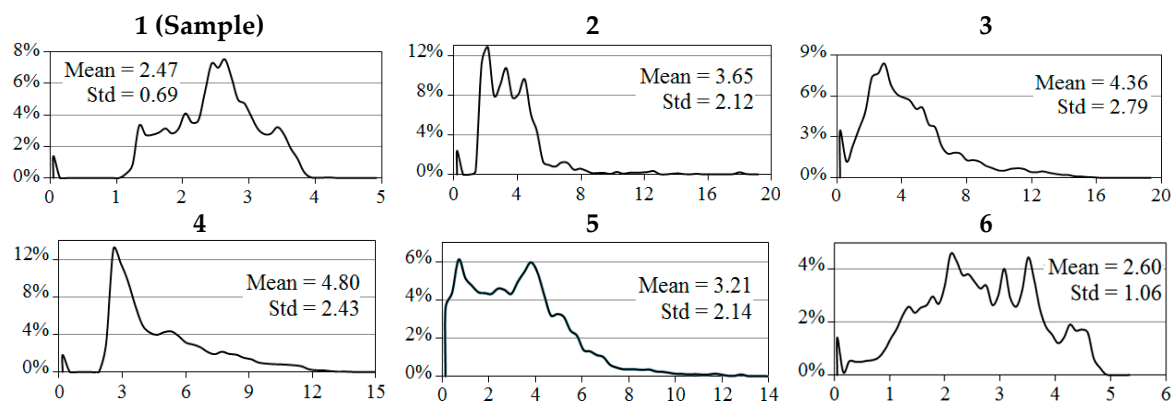 1 (Sample)
8%
6%
4%
2%
0%
Mean = 2.47
Std = 0.69
0 1 2 3 4 5
2
12%
8%
4%
0%
Mean = 3.65
Std = 2.12
0 4 8 12 16 20
3
9%
6%
3%
0%
Mean = 4.36
Std = 2.79
0 4 8 12 16 20
4
12%
8%
4%
0%
Mean = 4.80
Std = 2.43
0 3 6 9 12 15
5
6%
4%
2%
0%
Mean = 3.21
Std = 2.14
0 2 4 6 8 10 12 14
6
4%
2%
0%
Mean = 2.60
Std = 1.06
0 1 2 3 4 5 6